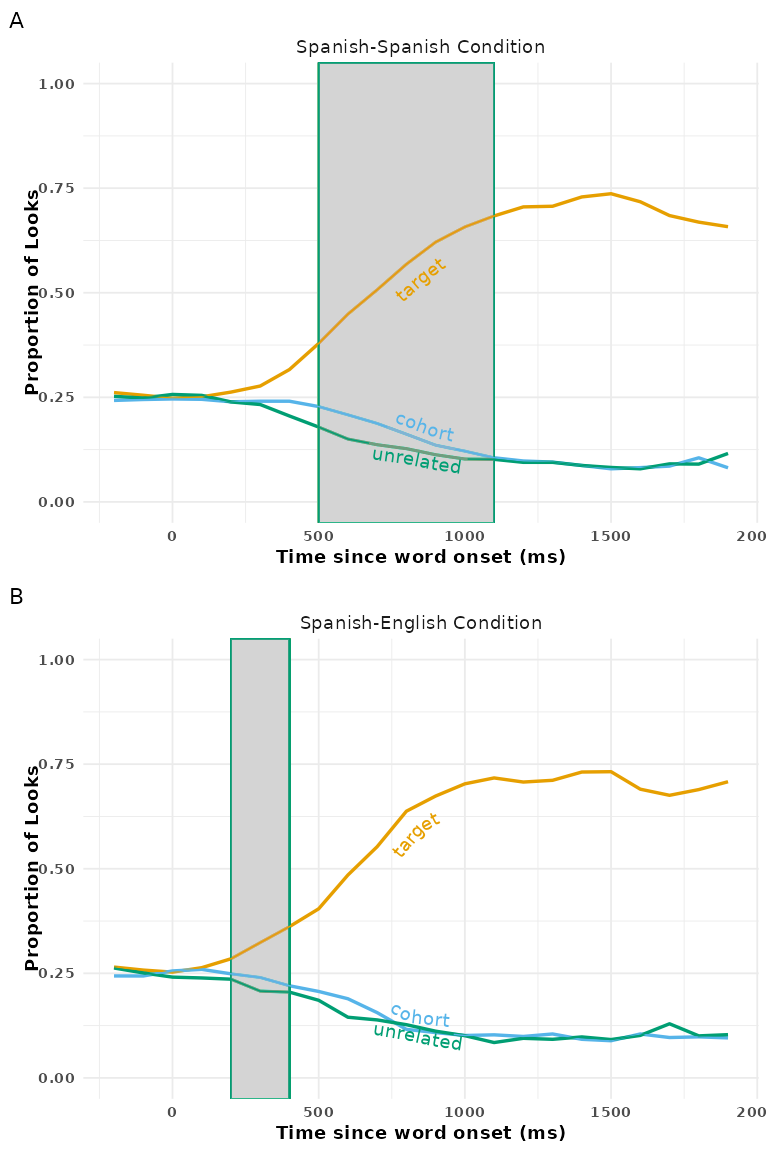 A
Spanish-Spanish Condition
1.00
0.75
0.50
0.25
0.00
Proportion of Looks
target
cohort
unrelated
0 500 1000 1500 200
Time since word onset (ms)
B
Spanish-English Condition
1.00
0.75
0.50
0.25
0.00
Proportion of Looks
target
cohort
unrelated
0 500 1000 1500 200
Time since word onset (ms)